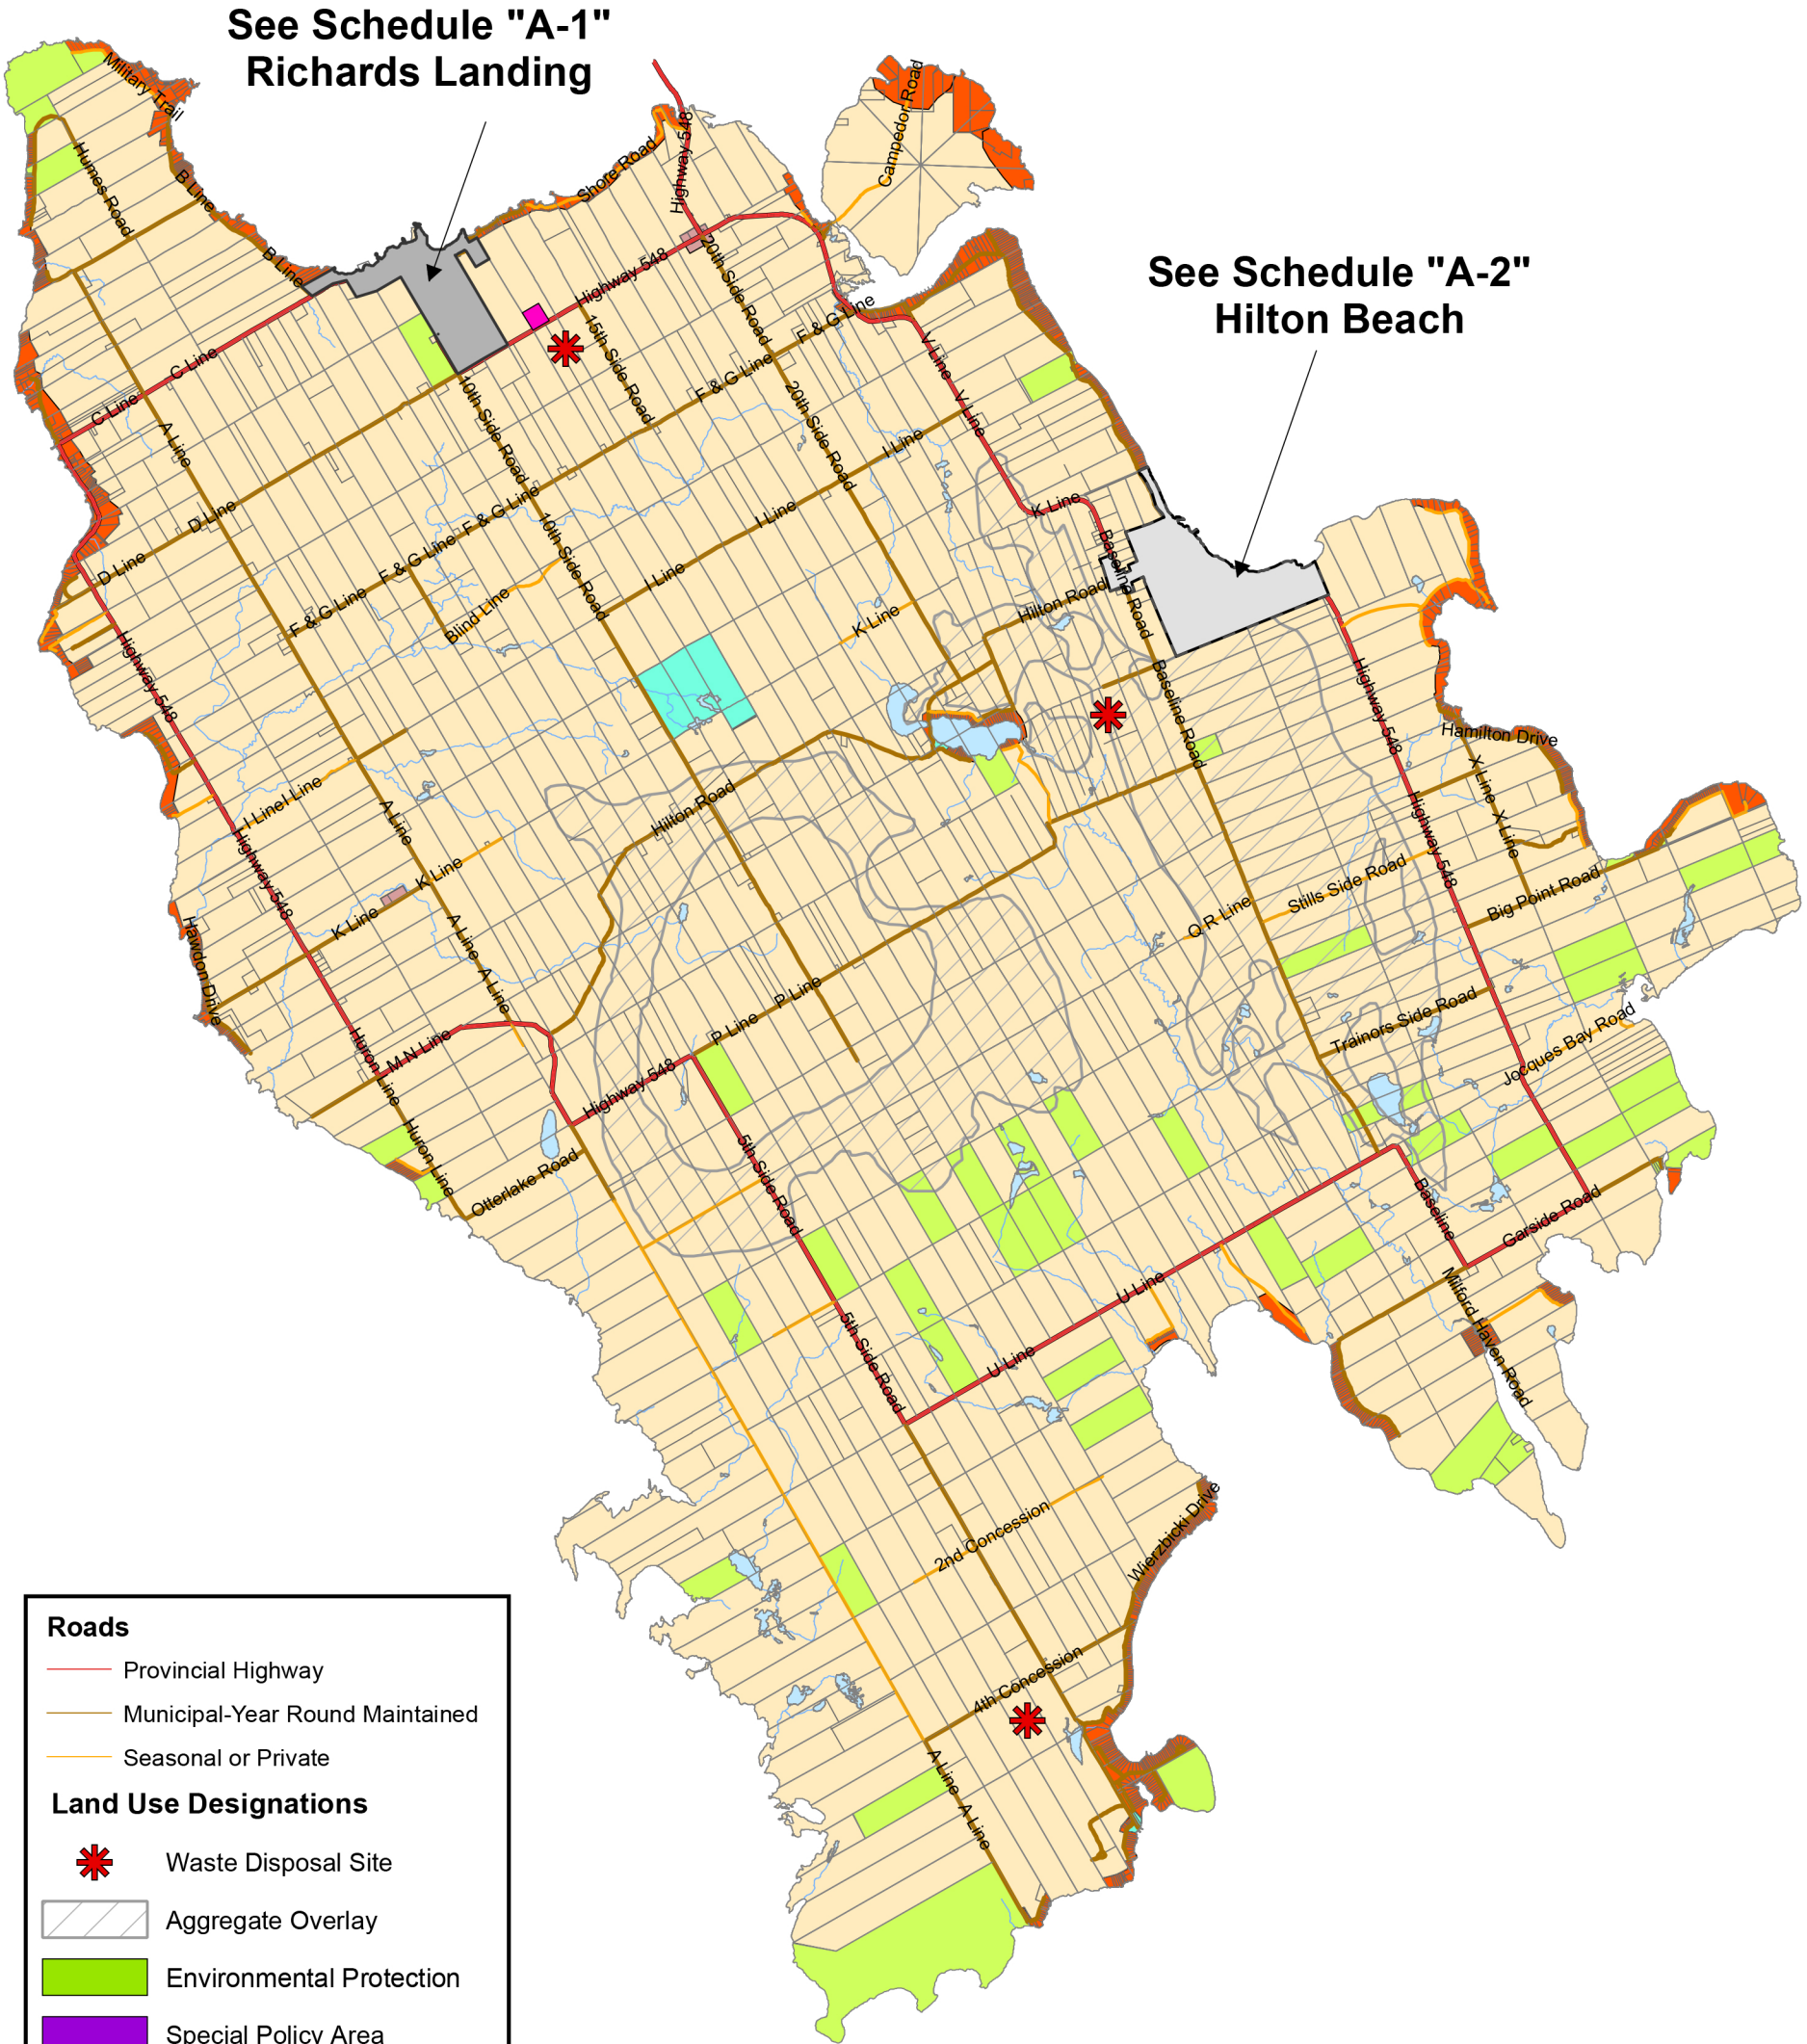 See Schedule "A-1"
Richards Landing
Military Trail
Campedor Road
Highway 548
Shore Road
Humes Road
B Line
B Line
20th Side Road
Highway 548
See Schedule "A-2"
Hilton Beach
15th Side Road
F & G Line
C Line
V Line
F & G Line
C Line
10th Side Road
20th Side Road
V Line
A Line
I Line
D Line
F & G Line
K Line
I Line
10th Side Road
F & G Line
D Line
Baseline Road
I Line
Hilton Road
F & G Line
Blind Line
K Line
Highway 548
Baseline Road
Highway 548
Hamilton Drive
I Line
I Line
A Line
Hilton Road
X Line
X Line
Highway 548
Highway 548
K Line
Stills Side Road
Big Point Road
K Line
A Line
Q R Line
Hawdon Drive
A Line
P Line
P Line
Trainors Side Road
Jocques Bay Road
Huron Line
M N Line
Highway 548
Huron Line
5th Side Road
Otterlake Road
Baseline
Garside Road
U Line
Milford Haven Road
5th Side Road
U Line
2nd Concession
Wierzbicki Drive
4th Concession
A Line
A Line
Roads
Provincial Highway
Municipal-Year Round Maintained
Seasonal or Private
Land Use Designations
Waste Disposal Site
Aggregate Overlay
Environmental Protection
Special Policy Area